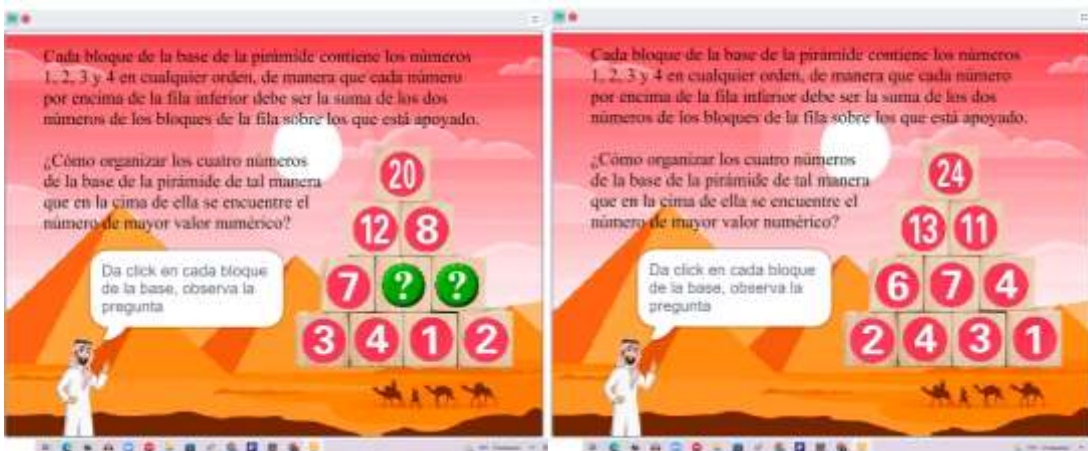 Cada bloque de la base de la pirámide contiene los números
1, 2, 3 y 4 en cualquier orden, de manera que cada número
por encima de la fila inferior debe ser la suma de los dos
números de los bloques de la fila sobre los que está apoyado.
¿Cómo organizar los cuatro números
de la base de la pirámide de tal manera
que en la cima de ella se encuentre el
número de mayor valor numérico?
20
12 8
7 ? ?
3 4 1 2
Da click en cada bloque
de la base, observa la
pregunta
Cada bloque de la base de la pirámide contiene los números
1, 2, 3 y 4 en cualquier orden, de manera que cada número
por encima de la fila inferior debe ser la suma de los dos
números de los bloques de la fila sobre los que está apoyado.
¿Cómo organizar los cuatro números
de la base de la pirámide de tal manera
que en la cima de ella se encuentre el
número de mayor valor numérico?
24
13 11
6 7 4
2 4 3 1
Da click en cada bloque
de la base, observa la
pregunta